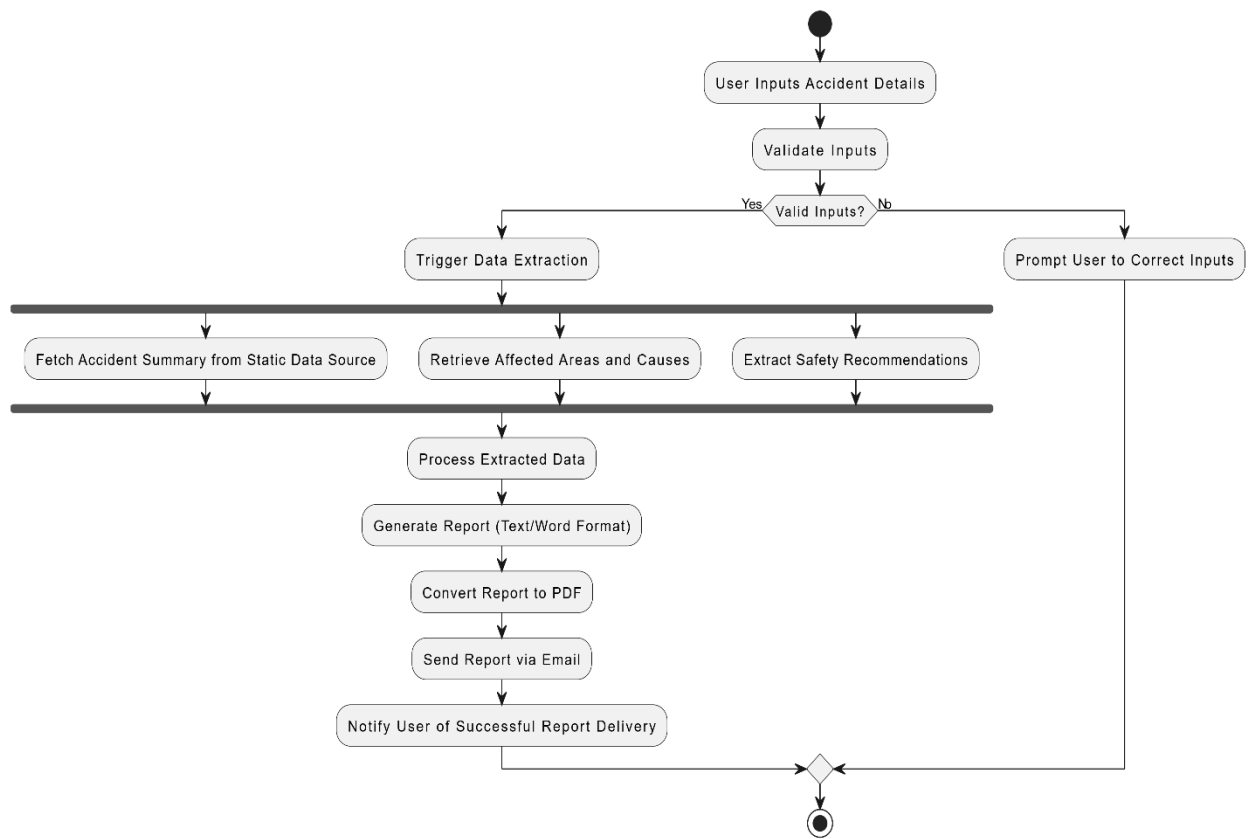 User Inputs Accident Details
Validate Inputs
Yes
Valid Inputs?
No
Trigger Data Extraction
Prompt User to Correct Inputs
Fetch Accident Summary from Static Data Source
Retrieve Affected Areas and Causes
Extract Safety Recommendations
Process Extracted Data
Generate Report (Text/Word Format)
Convert Report to PDF
Send Report via Email
Notify User of Successful Report Delivery